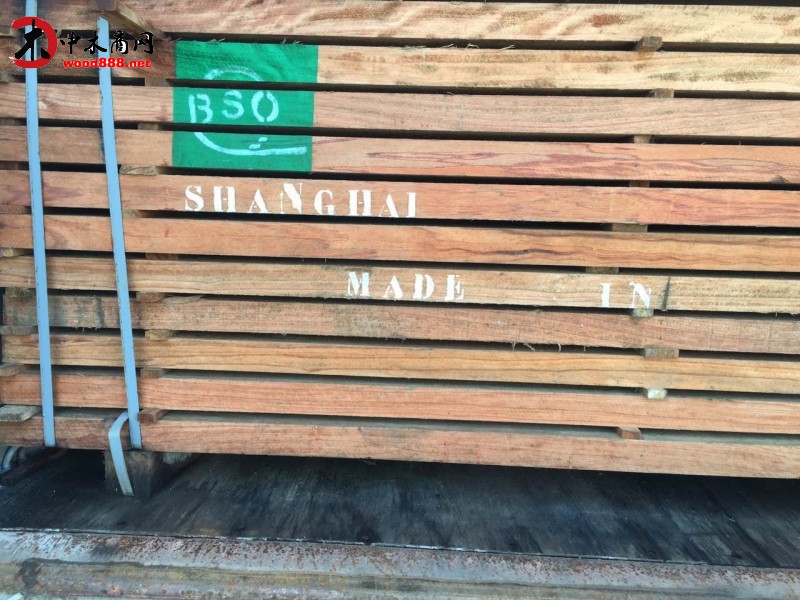 中木商网
wood888.net
BSO
SHANGHAI
MADE IN